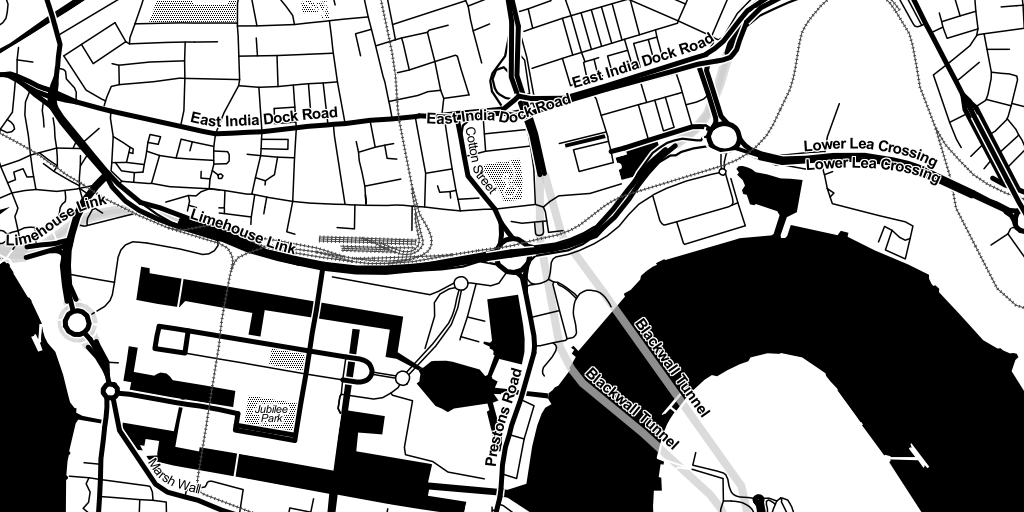 East India Dock Road
East India Dock Road
East India Dock Road
Cotton Street
Lower Lea Crossing
Lower Lea Crossing
Limehouse Link
Limehouse Link
Blackwall Tunnel
Blackwall Tunnel
Prestons Road
Jubilee
Park
Marsh Wall